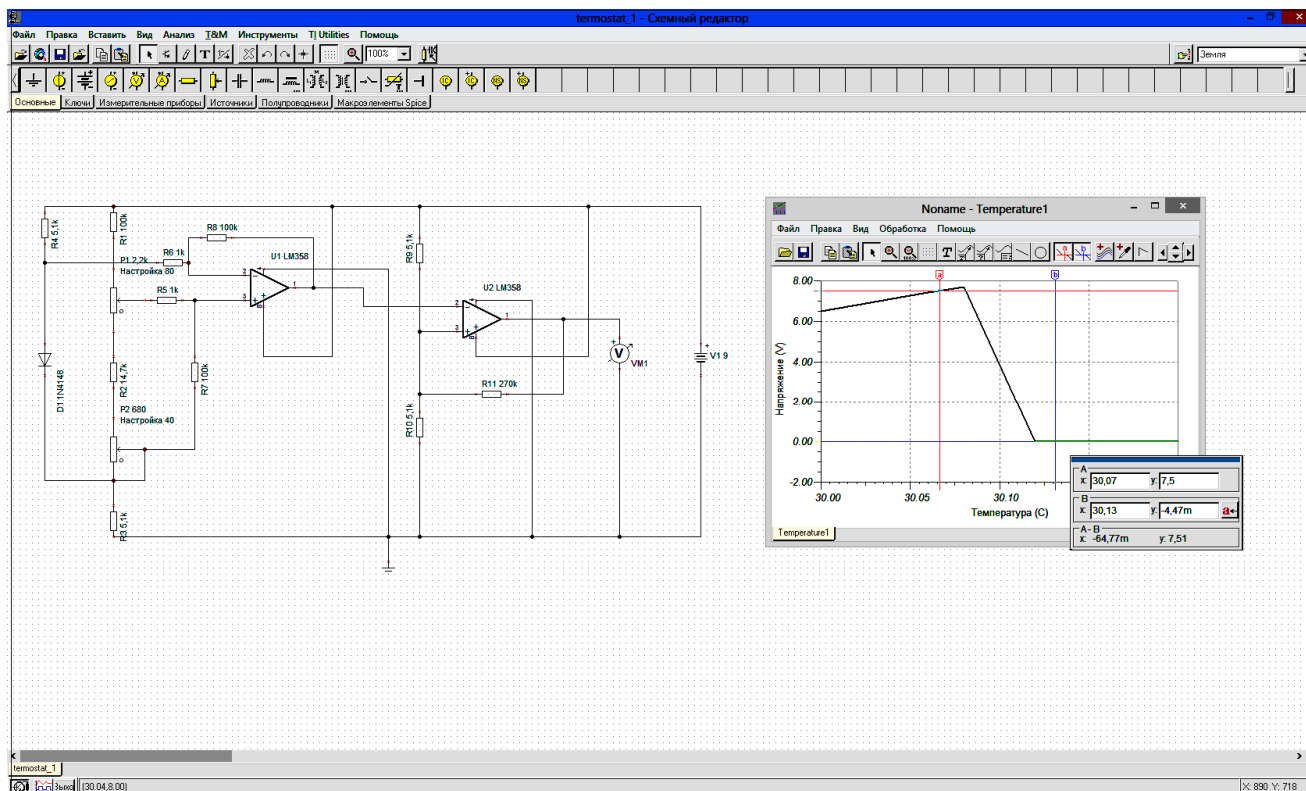 termostat_1 - Схемный редактор
Файл Правка Вставить Вид Анализ T&M Инструменты TI Utilities Помощь
100%
Земля
Основные Ключи Измерительные приборы Источники Полупроводники Макроэлементы Spice
R4 5,1k
R1 100k
R8 100k
R6 1k
P1 2,2k
Настройка 80
U1 LM358
R5 1k
R9 5,1k
U2 LM358
VM1
V1 9
D1 1N4148
R2 14,7k
R7 100k
R11 270k
P2 680
Настройка 40
R10 5,1k
R3 5,1k
Noname - Temperature1
Файл Правка Вид Обработка Помощь
a
b
8.00
6.00
4.00
2.00
0.00
-2.00
Напряжение (V)
30.00
30.05
30.10
Температура (C)
Temperature1
A
x: 30,07 y: 7,5
B
x: 30,13 y: -4,47m
A - B
x: -64,77m y: 7,51
termostat_1
[30.04,8.00]
X: 890 Y: 718